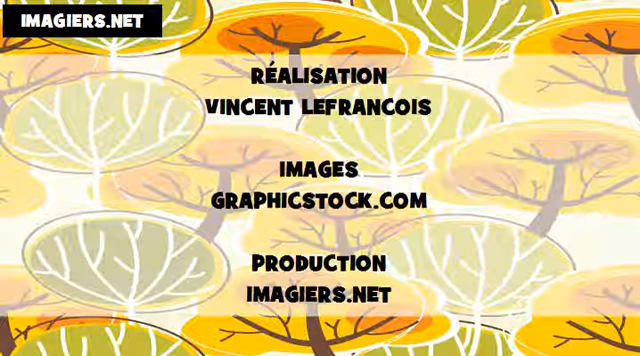 IMAGIERS.NET
RÉALISATION
VINCENT LEFRANCOIS
IMAGES
GRAPHICSTOCK.COM
PRODUCTION
IMAGIERS.NET